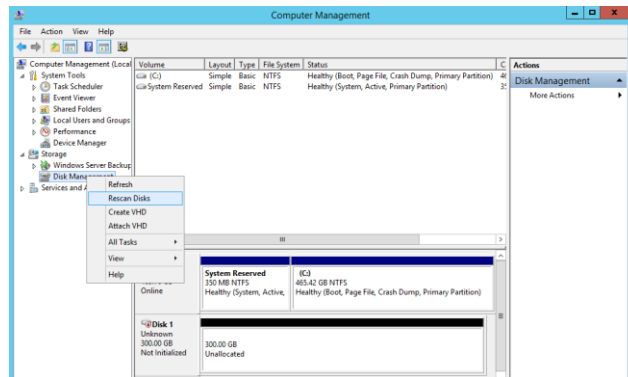 Computer Management
File Action View Help
Computer Management (Local
System Tools
Task Scheduler
Event Viewer
Shared Folders
Local Users and Groups
Performance
Device Manager
Storage
Windows Server Backup
Disk Management
Services and A
Volume Layout Type File System Status C
(C:) Simple Basic NTFS Healthy (Boot, Page File, Crash Dump, Primary Partition)
System Reserved Simple Basic NTFS Healthy (System, Active, Primary Partition)
Actions
Disk Management
More Actions
Refresh
Rescan Disks
Create VHD
Attach VHD
All Tasks
View
Help
Online
System Reserved
350 MB NTFS
Healthy (System, Active,
(C:)
465.42 GB NTFS
Healthy (Boot, Page File, Crash Dump, Primary Partition)
Disk 1
Unknown
300.00 GB
Not Initialized
300.00 GB
Unallocated